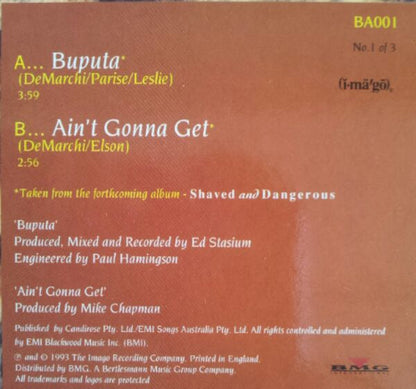 BA001
No.1 of 3
A... Buputa*
(DeMarchi/Parise/Leslie)
3:59
(i-mä'gō)®
B... Ain't Gonna Get*
(DeMarchi/Elson)
2:56
*Taken from the forthcoming album - Shaved and Dangerous
'Buputa'
Produced, Mixed and Recorded by Ed Stasium
Engineered by Paul Hamingson
'Ain't Gonna Get'
Produced by Mike Chapman
Published by Candirose Pty. Ltd/EMI Songs Australia Pty. Ltd. All rights controlled and administered
by EMI Blackwood Music Inc. (BMI).
℗ and © 1993 The Imago Recording Company. Printed in England.
Distributed by BMG. A Bertlesmann Music Group Company.
All trademarks and logos are protected
BMG